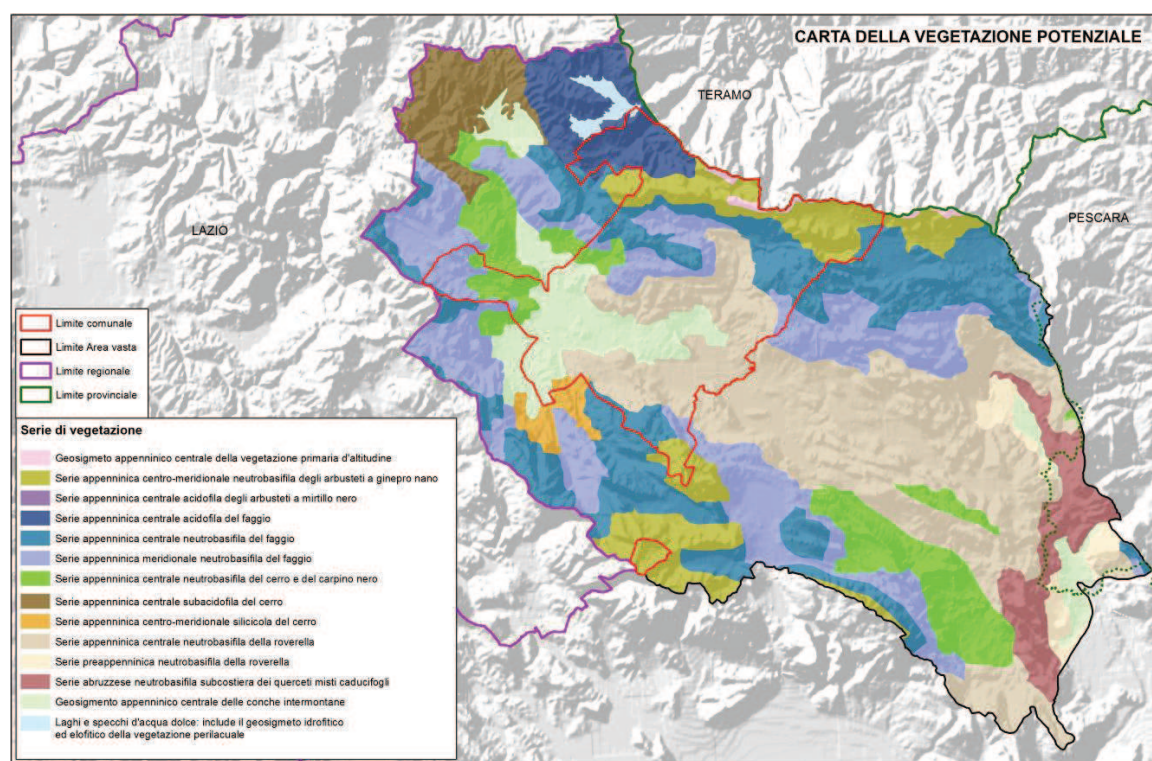 CARTA DELLA VEGETAZIONE POTENZIALE
TERAMO
PESCARA
LAZIO
Limite comunale
Limite Area vasta
Limite regionale
Limite provinciale
Serie di vegetazione
Geosigmeto appenninico centrale della vegetazione primaria d'altitudine
Serie appenninica centro-meridionale neutrobasifila degli arbusteti a ginepro nano
Serie appenninica centrale acidofila degli arbusteti a mirtillo nero
Serie appenninica centrale acidofila del faggio
Serie appenninica centrale neutrobasifila del faggio
Serie appenninica meridionale neutrobasifila del faggio
Serie appenninica centrale neutrobasifila del cerro e del carpino nero
Serie appenninica centrale subacidofila del cerro
Serie appenninica centro-meridionale silicicola del cerro
Serie appenninica centrale neutrobasifila della roverella
Serie preappenninica neutrobasifila della roverella
Serie abruzzese neutrobasifila subcostiera dei querceti misti caducifogli
Geosigmento appenninico centrale delle conche intermontane
Laghi e specchi d'acqua dolce: include il geosigmeto idrofitico
ed elofitico della vegetazione perilacuale